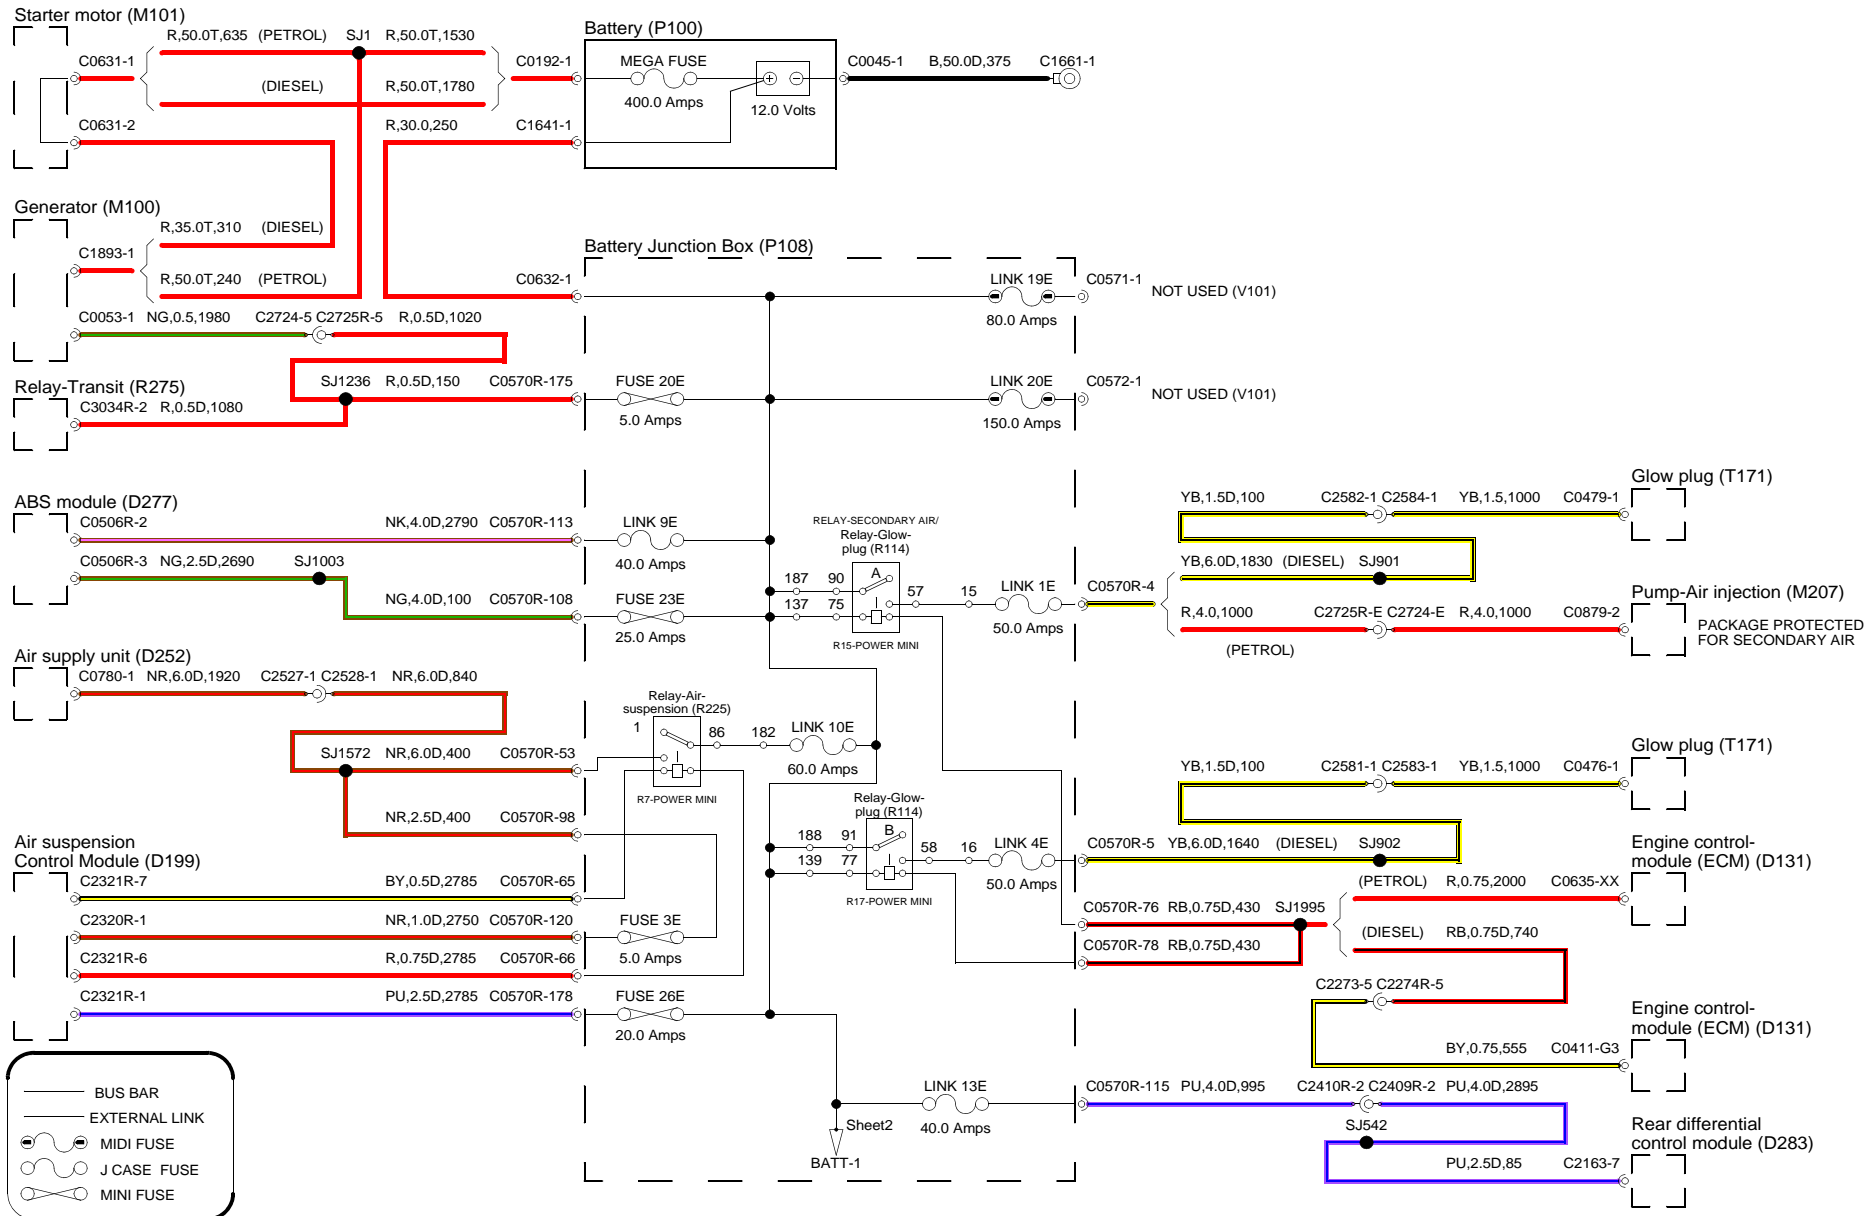 Starter motor (M101)
R,50.0T,635 (PETROL) SJ1 R,50.0T,1530
C0631-1
C0192-1
(DIESEL) R,50.0T,1780
C0631-2
R,30.0,250 C1641-1
Battery (P100)
MEGA FUSE
400.0 Amps
12.0 Volts
C0045-1 B,50.0D,375 C1661-1
Generator (M100)
R,35.0T,310 (DIESEL)
C1893-1
R,50.0T,240 (PETROL)
C0632-1
C0053-1 NG,0.5,1980 C2724-5 C2725R-5 R,0.5D,1020
Battery Junction Box (P108)
LINK 19E
80.0 Amps
C0571-1
NOT USED (V101)
Relay-Transit (R275)
SJ1236 R,0.5D,150 C0570R-175
C3034R-2 R,0.5D,1080
FUSE 20E
5.0 Amps
LINK 20E
150.0 Amps
C0572-1
NOT USED (V101)
ABS module (D277)
C0506R-2 NK,4.0D,2790 C0570R-113
LINK 9E
40.0 Amps
C0506R-3 NG,2.5D,2690 SJ1003
NG,4.0D,100 C0570R-108
FUSE 23E
25.0 Amps
RELAY-SECONDARY AIR/
Relay-Glow-
plug (R114)
A
187 90
137 75
57 15
R15-POWER MINI
LINK 1E
50.0 Amps
C0570R-4
YB,1.5D,100 C2582-1 C2584-1 YB,1.5,1000 C0479-1
Glow plug (T171)
YB,6.0D,1830 (DIESEL) SJ901
R,4.0,1000 C2725R-E C2724-E R,4.0,1000 C0879-2
(PETROL)
Pump-Air injection (M207)
PACKAGE PROTECTED
FOR SECONDARY AIR
Air supply unit (D252)
C0780-1 NR,6.0D,1920 C2527-1 C2528-1 NR,6.0D,840
SJ1572 NR,6.0D,400 C0570R-53
NR,2.5D,400 C0570R-98
Relay-Air-
suspension (R225)
1
86 182
R7-POWER MINI
LINK 10E
60.0 Amps
Relay-Glow-
plug (R114)
B
188 91
139 77
58 16
R17-POWER MINI
LINK 4E
50.0 Amps
YB,1.5D,100 C2581-1 C2583-1 YB,1.5,1000 C0476-1
Glow plug (T171)
C0570R-5 YB,6.0D,1640 (DIESEL) SJ902
Air suspension
Control Module (D199)
C2321R-7 BY,0.5D,2785 C0570R-65
C2320R-1 NR,1.0D,2750 C0570R-120
FUSE 3E
5.0 Amps
C2321R-6 R,0.75D,2785 C0570R-66
C2321R-1 PU,2.5D,2785 C0570R-178
FUSE 26E
20.0 Amps
Engine control-
module (ECM) (D131)
(PETROL) R,0.75,2000 C0635-XX
C0570R-76 RB,0.75D,430 SJ1995
(DIESEL) RB,0.75D,740
C0570R-78 RB,0.75D,430
C2273-5 C2274R-5
Engine control-
module (ECM) (D131)
BY,0.75,555 C0411-G3
LINK 13E
40.0 Amps
C0570R-115 PU,4.0D,995 C2410R-2 C2409R-2 PU,4.0D,2895
SJ542
PU,2.5D,85 C2163-7
Rear differential
control module (D283)
Sheet2
BATT-1
BUS BAR
EXTERNAL LINK
MIDI FUSE
J CASE FUSE
MINI FUSE